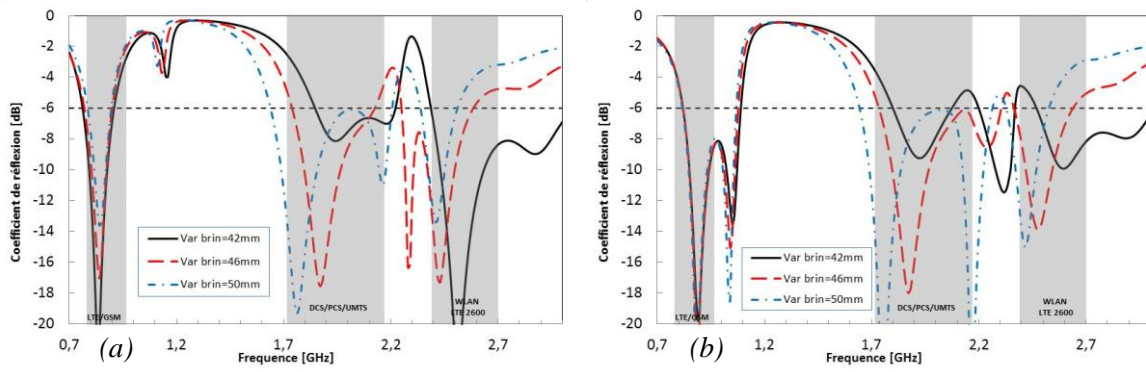 0
-2
-4
-6
-8
-10
-12
-14
-16
-18
-20
Coefficient de réflexion [dB]
Var brin=42mm
Var brin=46mm
Var brin=50mm
LTE/GSM
DCS/PCS/UMTS
WLAN
LTE 2600
0,7
1,2
1,7
2,2
2,7
(a)
Frequence [GHz]
0
-2
-4
-6
-8
-10
-12
-14
-16
-18
-20
Coefficient de réflexion [dB]
Var brin=42mm
Var brin=46mm
Var brin=50mm
LTE/GSM
DCS/PCS/UMTS
WLAN
LTE 2600
0,7
1,2
1,7
2,2
2,7
(b)
Frequence [GHz]